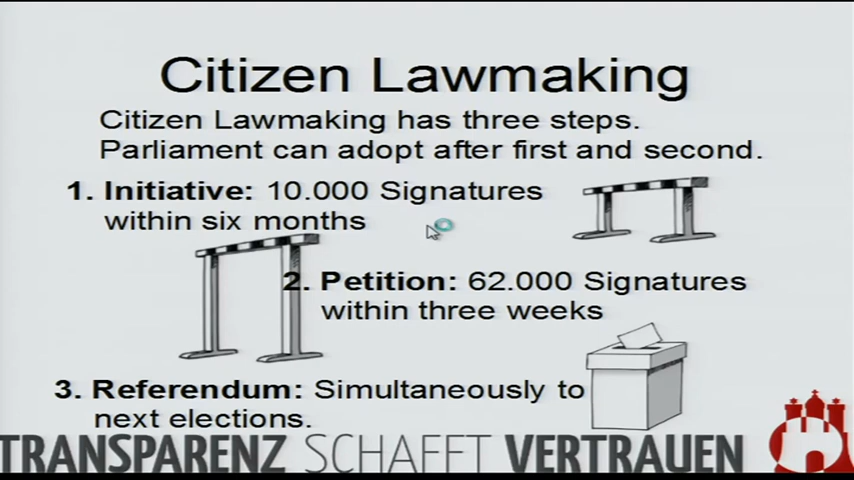 Citizen Lawmaking
Citizen Lawmaking has three steps.
Parliament can adopt after first and second.
1. Initiative: 10.000 Signatures
within six months
2. Petition: 62.000 Signatures
within three weeks
3. Referendum: Simultaneously to
next elections.
TRANSPARENZ SCHAFFT VERTRAUEN